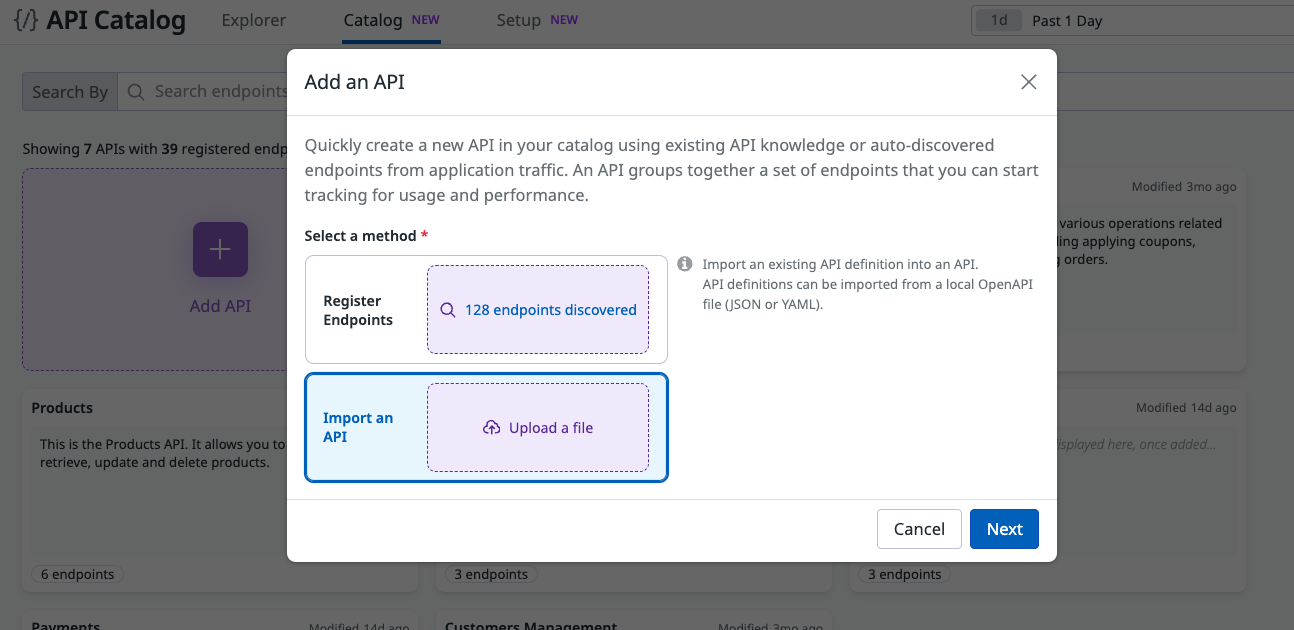 {/} API Catalog Explorer Catalog NEW Setup NEW 1d Past 1 Day
Search By Search endpoints
Showing 7 APIs with 39 registered
Add API
Modified 3mo ago
various operations related
applying coupons,
orders.
Add an API
Quickly create a new API in your catalog using existing API knowledge or auto-discovered
endpoints from application traffic. An API groups together a set of endpoints that you can start
tracking for usage and performance.
Select a method *
Register
Endpoints
128 endpoints discovered
Import an existing API definition into an API.
API definitions can be imported from a local OpenAPI
file (JSON or YAML).
Import an
API
Upload a file
Cancel Next
Products
This is the Products API. It allows you to
retrieve, update and delete products.
6 endpoints
3 endpoints
Modified 14d ago
here, once added...
3 endpoints
Payments Modified 14d ago
Customers Management Modified 3mo ago